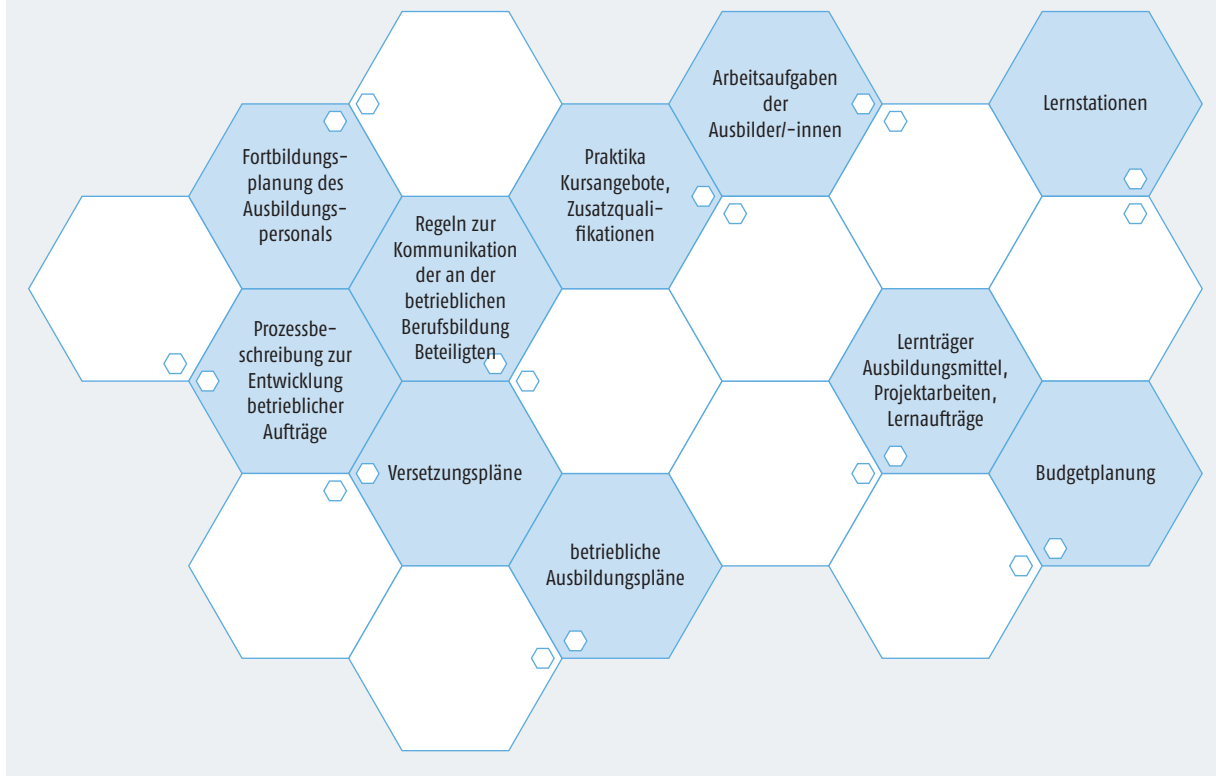 Arbeitsaufgaben
der
Ausbilder/-innen
Lernstationen
Fortbildungs-
planung des
Ausbildungs-
personals
Praktika
Kursangebote,
Zusatzquali-
fikationen
Regeln zur
Kommunikation
der an der
betrieblichen
Berufsbildung
Beteiligten
Prozessbe-
schreibung zur
Entwicklung
betrieblicher
Aufträge
Lernträger
Ausbildungsmittel,
Projektarbeiten,
Lernaufträge
Versetzungspläne
Budgetplanung
betriebliche
Ausbildungspläne